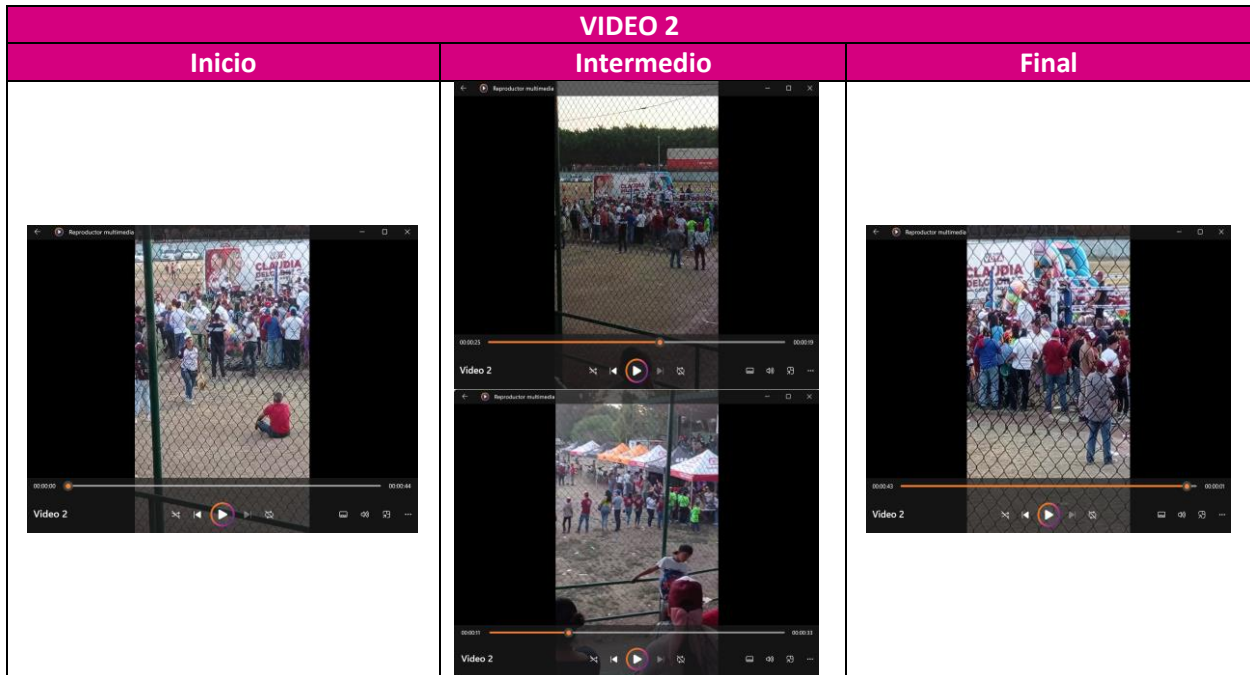 VIDEO 2
Inicio
Intermedio
Final
Reproductor multimedia
CLAUDIA
DELGADILLO
00:00:00
00:00:44
Video 2
Reproductor multimedia
CLAUDIA
00:00:25
00:00:19
Video 2
Reproductor multimedia
00:00:11
00:00:33
Video 2
Reproductor multimedia
CLAUDIA
00:00:43
00:00:01
Video 2